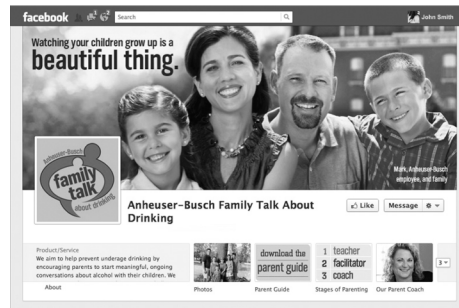 facebook
1
2
Search
John Smith
Watching your children grow up is a
beautiful thing.
Mark, Anheuser-Busch
employee, and family
Anheuser-Busch
family
talk
about drinking
Anheuser-Busch Family Talk About
Drinking
Like
Message
Product/Service
We aim to help prevent underage drinking by
encouraging parents to start meaningful, ongoing
conversations about alcohol with their children. We
About
Photos
download the
parent guide
Parent Guide
1 teacher
2 facilitator
3 coach
Stages of Parenting
Our Parent Coach
3